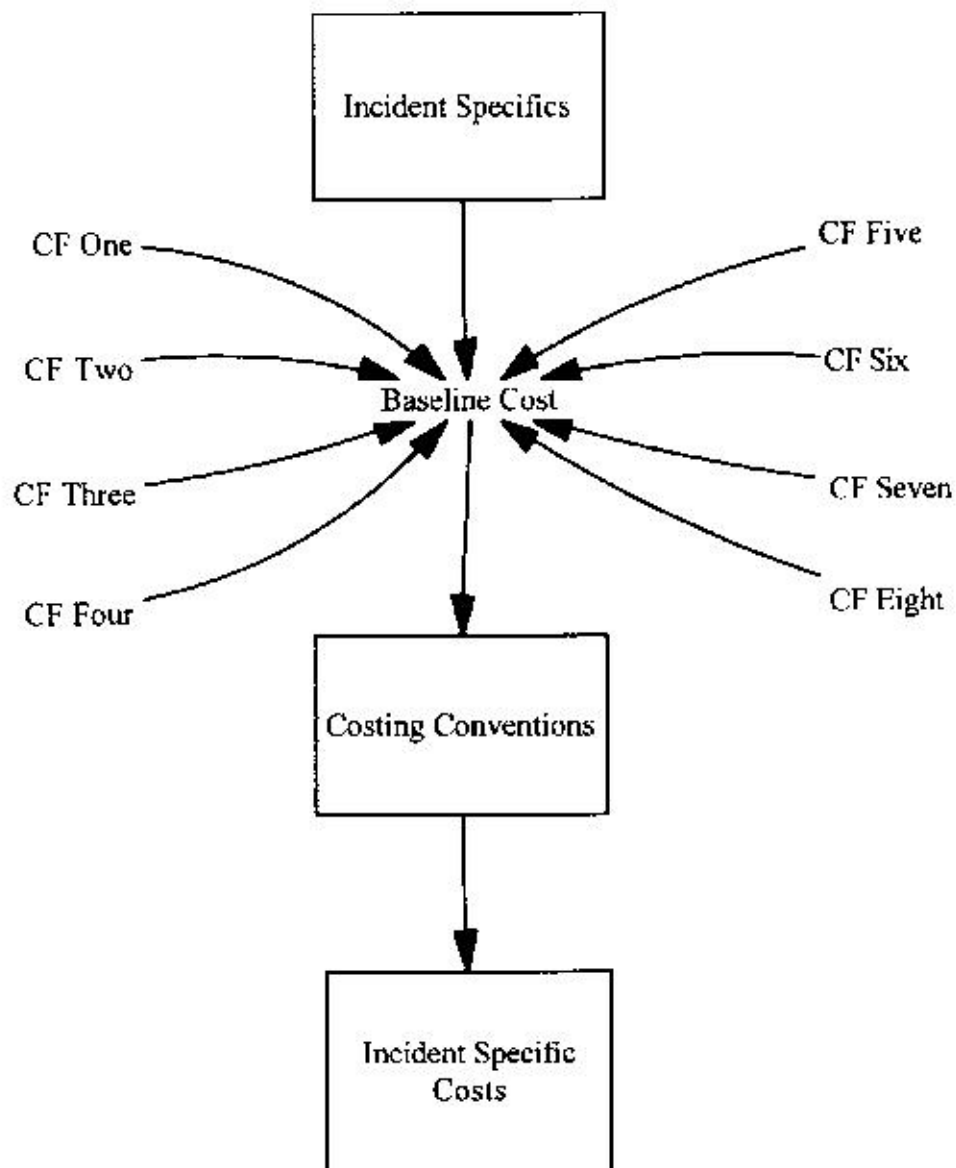 Incident Specifics
CF One
CF Five
CF Two
CF Six
Baseline Cost
CF Three
CF Seven
CF Four
CF Eight
Costing Conventions
Incident Specific
Costs